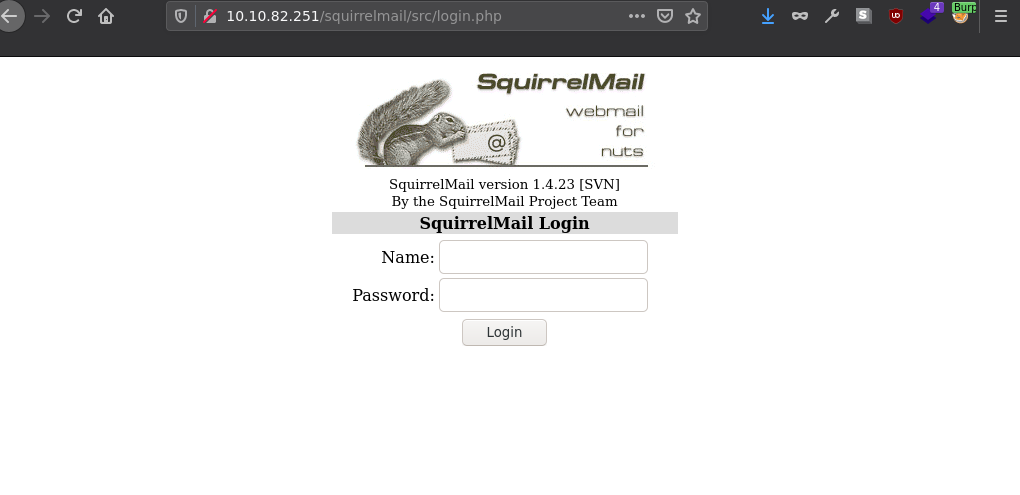 10.10.82.251/squirrelmail/src/login.php
S
UO
4
Burp
SquirrelMail
webmail
for
nuts
@
SquirrelMail version 1.4.23 [SVN]
By the SquirrelMail Project Team
SquirrelMail Login
Name:
Password:
Login